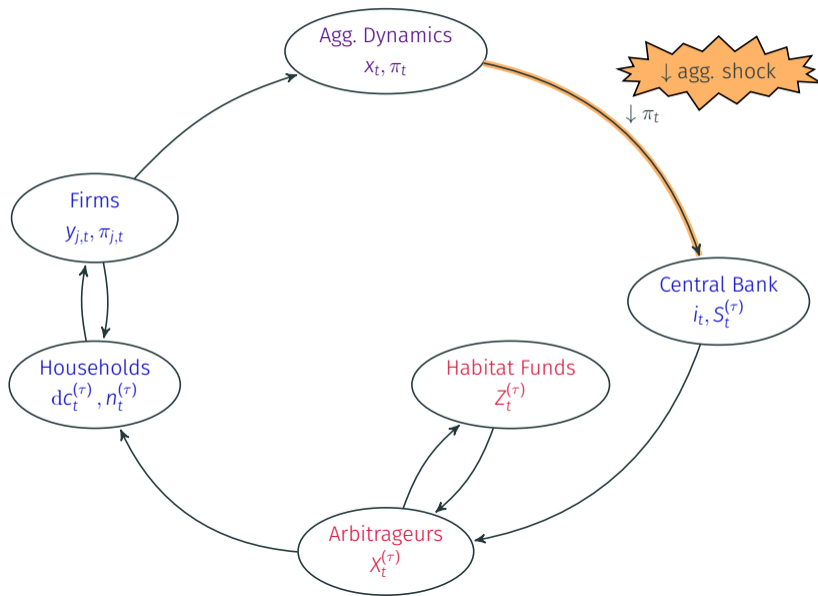 Agg. Dynamics
x_t, π_t
↓ agg. shock
↓ π_t
Firms
y_{j,t}, π_{j,t}
Central Bank
i_t, S_t^{(τ)}
Households
dc_t^{(τ)}, n_t^{(τ)}
Habitat Funds
Z_t^{(τ)}
Arbitrageurs
X_t^{(τ)}